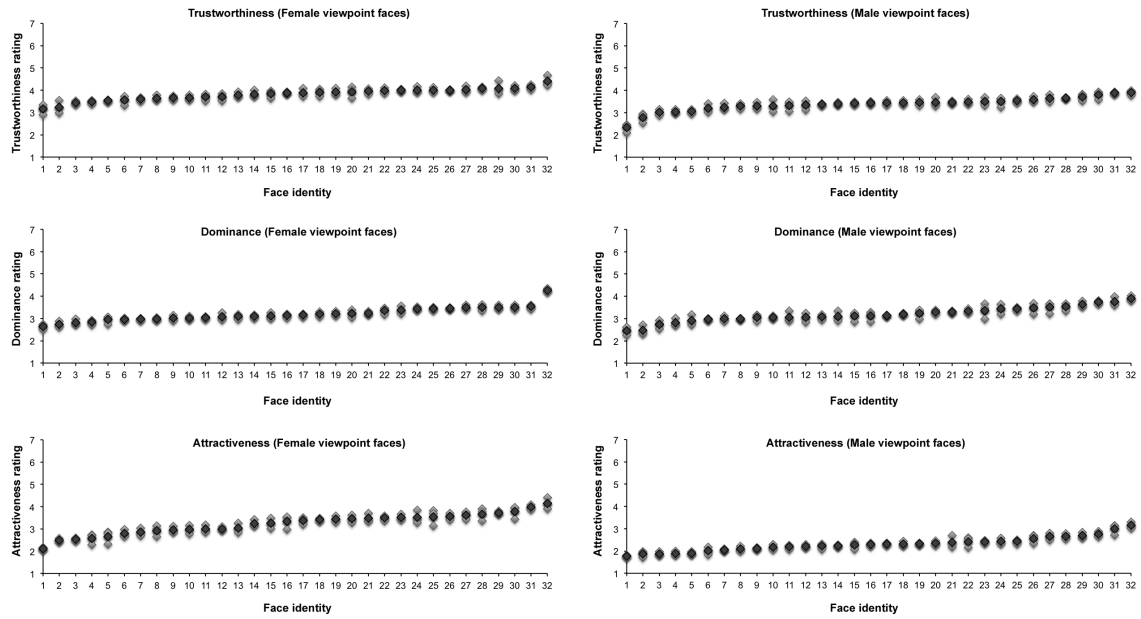 Trustworthiness (Female viewpoint faces)
7
6
5
4
3
2
1
Trustworthiness rating
1 2 3 4 5 6 7 8 9 10 11 12 13 14 15 16 17 18 19 20 21 22 23 24 25 26 27 28 29 30 31 32
Face identity
Trustworthiness (Male viewpoint faces)
7
6
5
4
3
2
1
Trustworthiness rating
1 2 3 4 5 6 7 8 9 10 11 12 13 14 15 16 17 18 19 20 21 22 23 24 25 26 27 28 29 30 31 32
Face identity
Dominance (Female viewpoint faces)
7
6
5
4
3
2
1
Dominance rating
1 2 3 4 5 6 7 8 9 10 11 12 13 14 15 16 17 18 19 20 21 22 23 24 25 26 27 28 29 30 31 32
Face identity
Dominance (Male viewpoint faces)
7
6
5
4
3
2
1
Dominance rating
1 2 3 4 5 6 7 8 9 10 11 12 13 14 15 16 17 18 19 20 21 22 23 24 25 26 27 28 29 30 31 32
Face identity
Attractiveness (Female viewpoint faces)
7
6
5
4
3
2
1
Attractiveness rating
1 2 3 4 5 6 7 8 9 10 11 12 13 14 15 16 17 18 19 20 21 22 23 24 25 26 27 28 29 30 31 32
Face identity
Attractiveness (Male viewpoint faces)
7
6
5
4
3
2
1
Attractiveness rating
1 2 3 4 5 6 7 8 9 10 11 12 13 14 15 16 17 18 19 20 21 22 23 24 25 26 27 28 29 30 31 32
Face identity